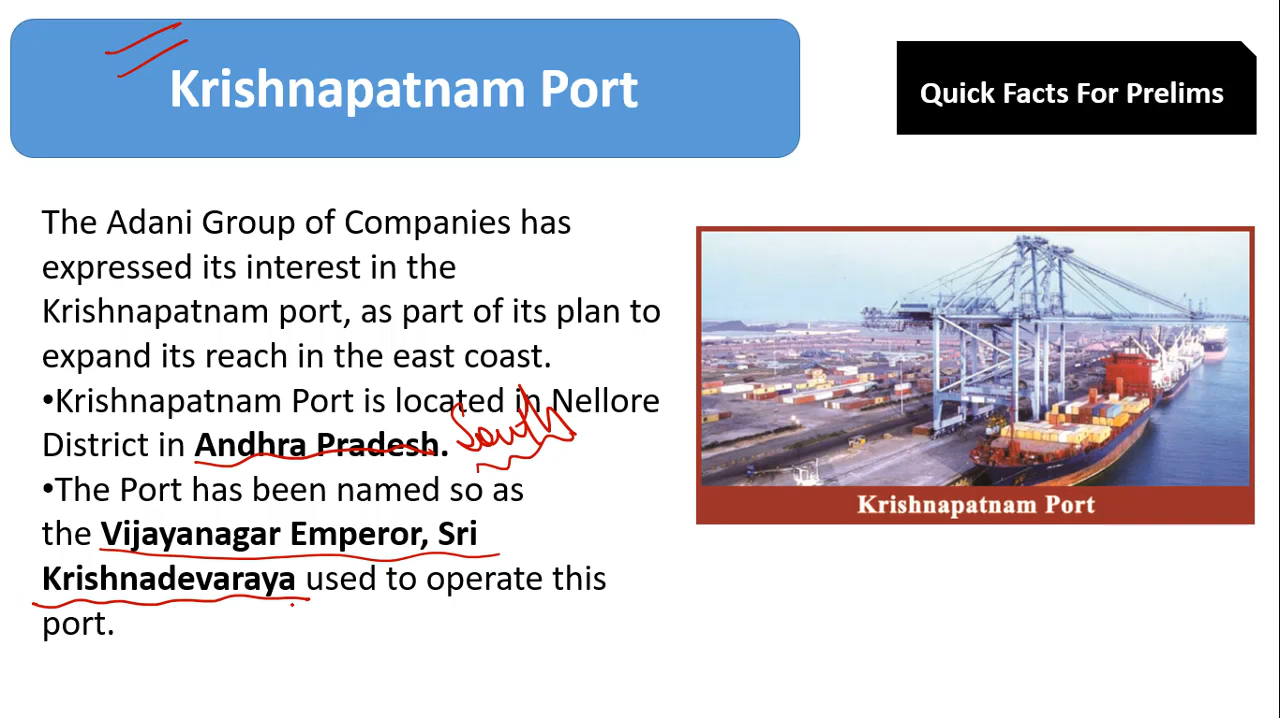 Krishnapatnam Port
Quick Facts For Prelims
The Adani Group of Companies has
expressed its interest in the
Krishnapatnam port, as part of its plan to
expand its reach in the east coast.
•Krishnapatnam Port is located in Nellore
District in Andhra Pradesh. South
•The Port has been named so as
the Vijayanagar Emperor, Sri
Krishnadevaraya used to operate this
port.
Krishnapatnam Port